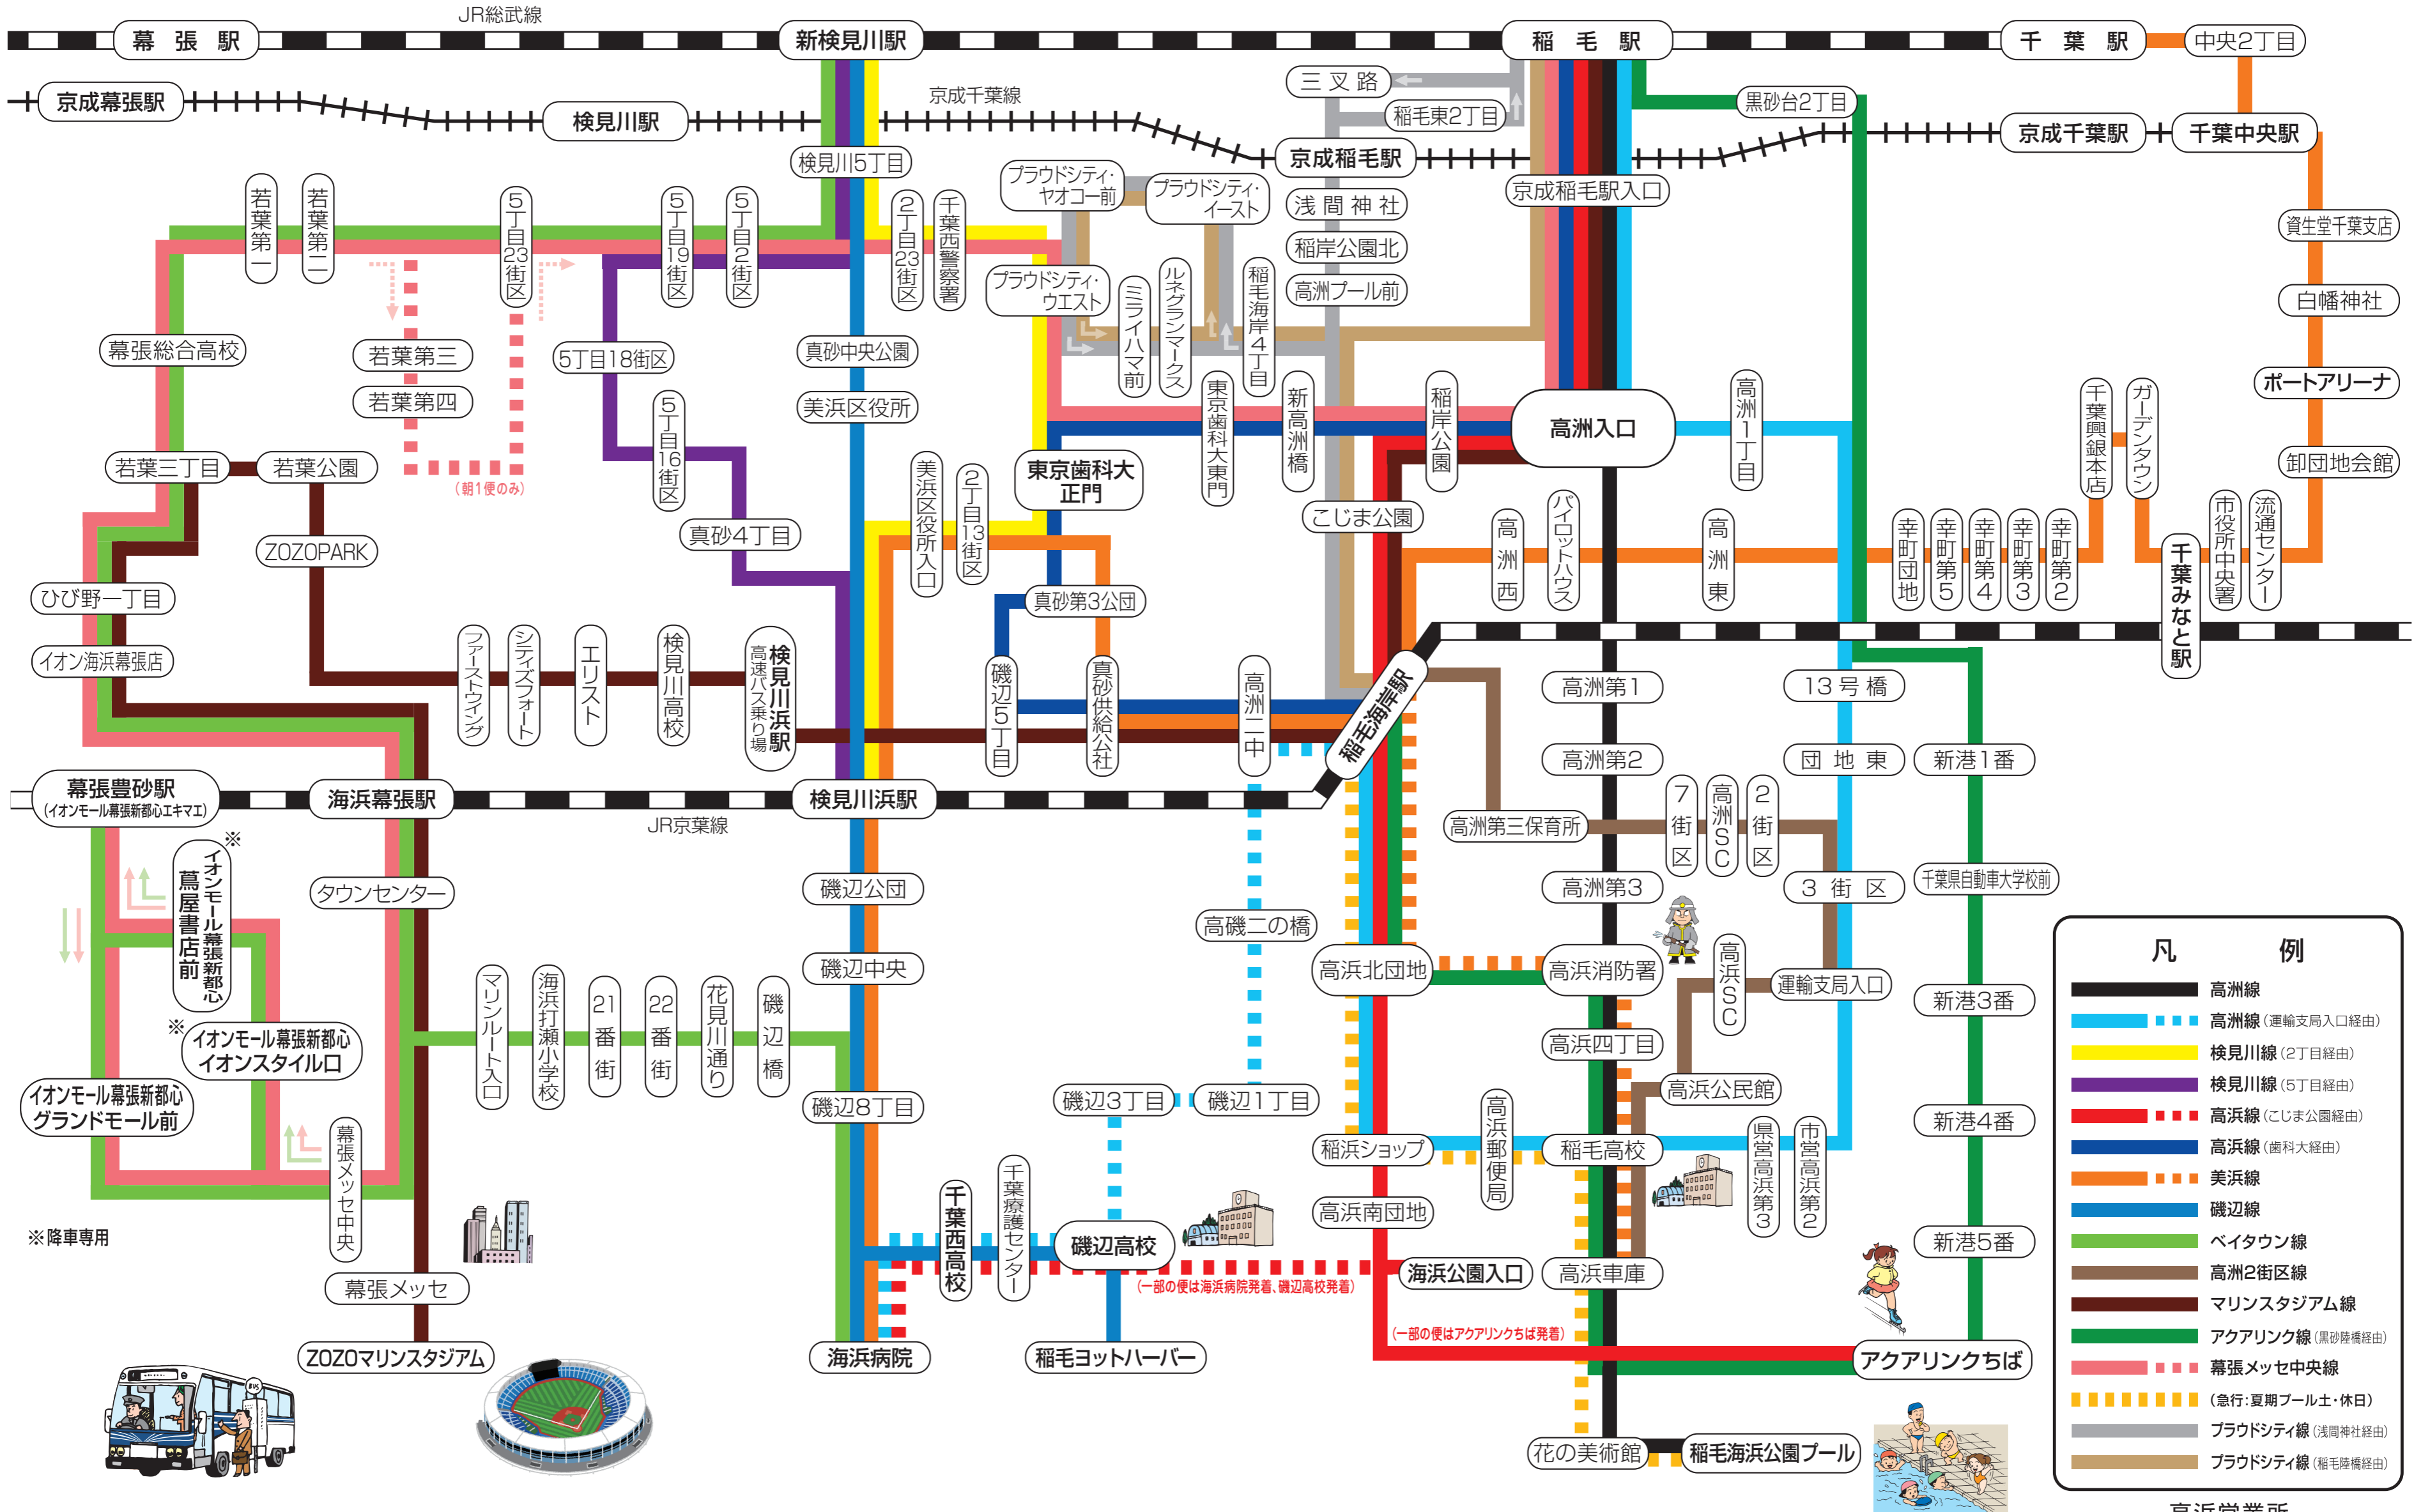 JR総武線
幕張駅
新検見川駅
稲毛駅
千葉駅
中央2丁目
京成幕張駅
検見川駅
京成千葉線
三叉路
稲毛東2丁目
京成稲毛駅
黒砂台2丁目
京成千葉駅
千葉中央駅
検見川5丁目
京成稲毛駅入口
若葉第一
若葉第二
5丁目23街区
5丁目19街区
5丁目2街区
2丁目23街区
千葉西警察署
プラウドシティ・
ヤオコー前
プラウドシティ・
イースト
浅間神社
稲岸公園北
高洲プール前
資生堂千葉支店
白幡神社
ポートアリーナ
卸団地会館
プラウドシティ・
ウエスト
ミライハマ前
ルネグランマークス
稲毛海岸4丁目
幕張総合高校
若葉第三
若葉第四
(朝1便のみ)
5丁目18街区
5丁目16街区
真砂4丁目
真砂中央公園
美浜区役所
東京歯科大東門
新高洲橋
稲岸公園
高洲入口
高洲1丁目
千葉興銀本店
ガーデンタウン
若葉三丁目
若葉公園
ZOZOPARK
美浜区役所入口
2丁目13街区
東京歯科大
正門
こじま公園
高洲西
パイロットハウス
高洲東
幸町団地
幸町第5
幸町第4
幸町第3
幸町第2
千葉みなと駅
市役所中央署
流通センター
ひび野一丁目
イオン海浜幕張店
ファーストウイング
シティズフォート
エリスト
検見川高校
検見川浜駅
高速バス乗り場
真砂第3公団
磯辺5丁目
真砂供給公社
高洲二中
稲毛海岸駅
高洲第1
13号橋
高洲第2
団地東
新港1番
幕張豊砂駅
(イオンモール幕張新都心エキマエ)
海浜幕張駅
検見川浜駅
JR京葉線
高洲第三保育所
7街区
高洲SC
2街区
※
イオンモール幕張新都心
蔦屋書店前
タウンセンター
磯辺公団
高洲第3
3街区
千葉県自動車大学校前
高磯二の橋
磯辺中央
高浜北団地
高浜消防署
高浜SC
運輸支局入口
新港3番
※
イオンモール幕張新都心
イオンスタイル口
マリンルート入口
海浜打瀬小学校
21番街
22番街
花見川通り
磯辺橋
高浜四丁目
高浜公民館
イオンモール幕張新都心
グランドモール前
磯辺8丁目
磯辺3丁目
磯辺1丁目
高浜郵便局
新港4番
幕張メッセ中央
稲浜ショップ
稲毛高校
県営高浜第3
市営高浜第2
※降車専用
千葉西高校
千葉療護センター
磯辺高校
高浜南団地
新港5番
幕張メッセ
(一部の便は海浜病院発着、磯辺高校発着)
海浜公園入口
高浜車庫
(一部の便はアクアリンクちば発着)
ZOZOマリンスタジアム
海浜病院
稲毛ヨットハーバー
アクアリンクちば
花の美術館
稲毛海浜公園プール
BUS
凡例
高洲線
高洲線(運輸支局入口経由)
検見川線(2丁目経由)
検見川線(5丁目経由)
高浜線(こじま公園経由)
高浜線(歯科大経由)
美浜線
磯辺線
ベイタウン線
高洲2街区線
マリンスタジアム線
アクアリンク線(黒砂陸橋経由)
幕張メッセ中央線
(急行:夏期プール土・休日)
プラウドシティ線(浅間神社経由)
プラウドシティ線(稲毛陸橋経由)
高浜営業所